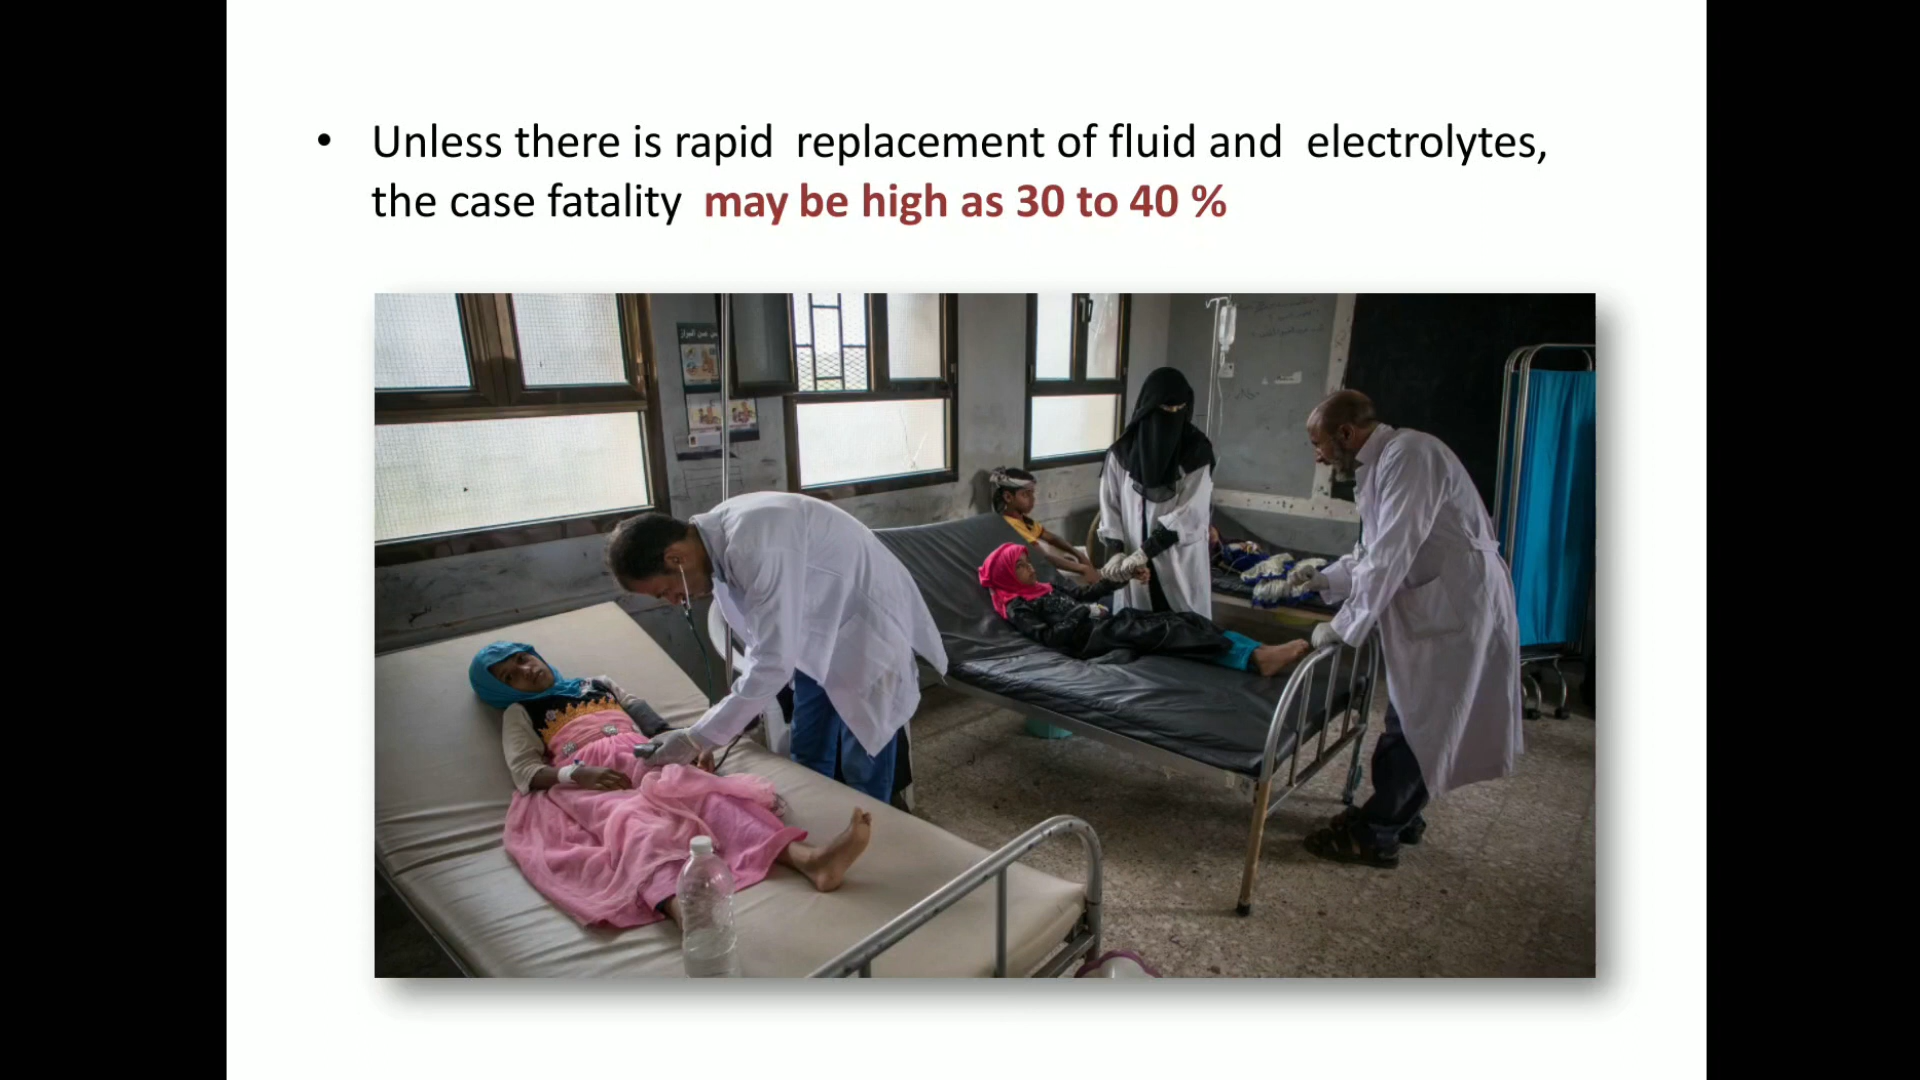 • Unless there is rapid replacement of fluid and electrolytes,
the case fatality may be high as 30 to 40 %